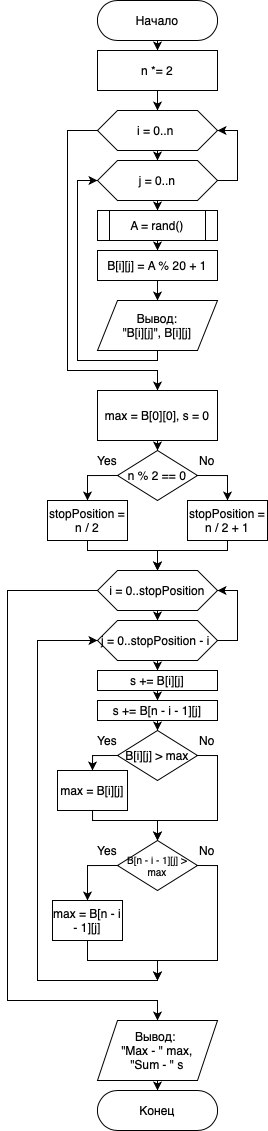 Начало
n *= 2
i = 0..n
j = 0..n
A = rand()
B[i][j] = A % 20 + 1
Вывод:
"B[i][j]", B[i][j]
max = B[0][0], s = 0
n % 2 == 0
Yes
No
stopPosition =
n / 2
stopPosition =
n / 2 + 1
i = 0..stopPosition
j = 0..stopPosition - i
s += B[i][j]
s += B[n - i - 1][j]
B[i][j] > max
Yes
No
max = B[i][j]
B[n - i - 1][j] >
max
Yes
No
max = B[n - i
- 1][j]
Вывод:
"Max - " max,
"Sum - " s
Конец